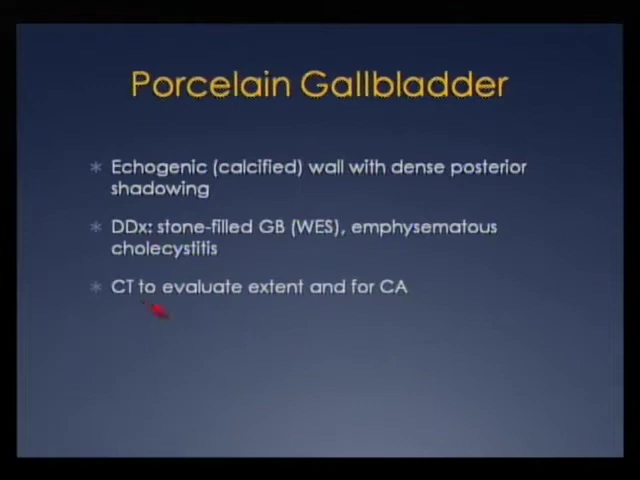 Porcelain Gallbladder
* Echogenic (calcified) wall with dense posterior
shadowing
* DDx: stone-filled GB (WES), emphysematous
cholecystitis
* CT to evaluate extent and for CA